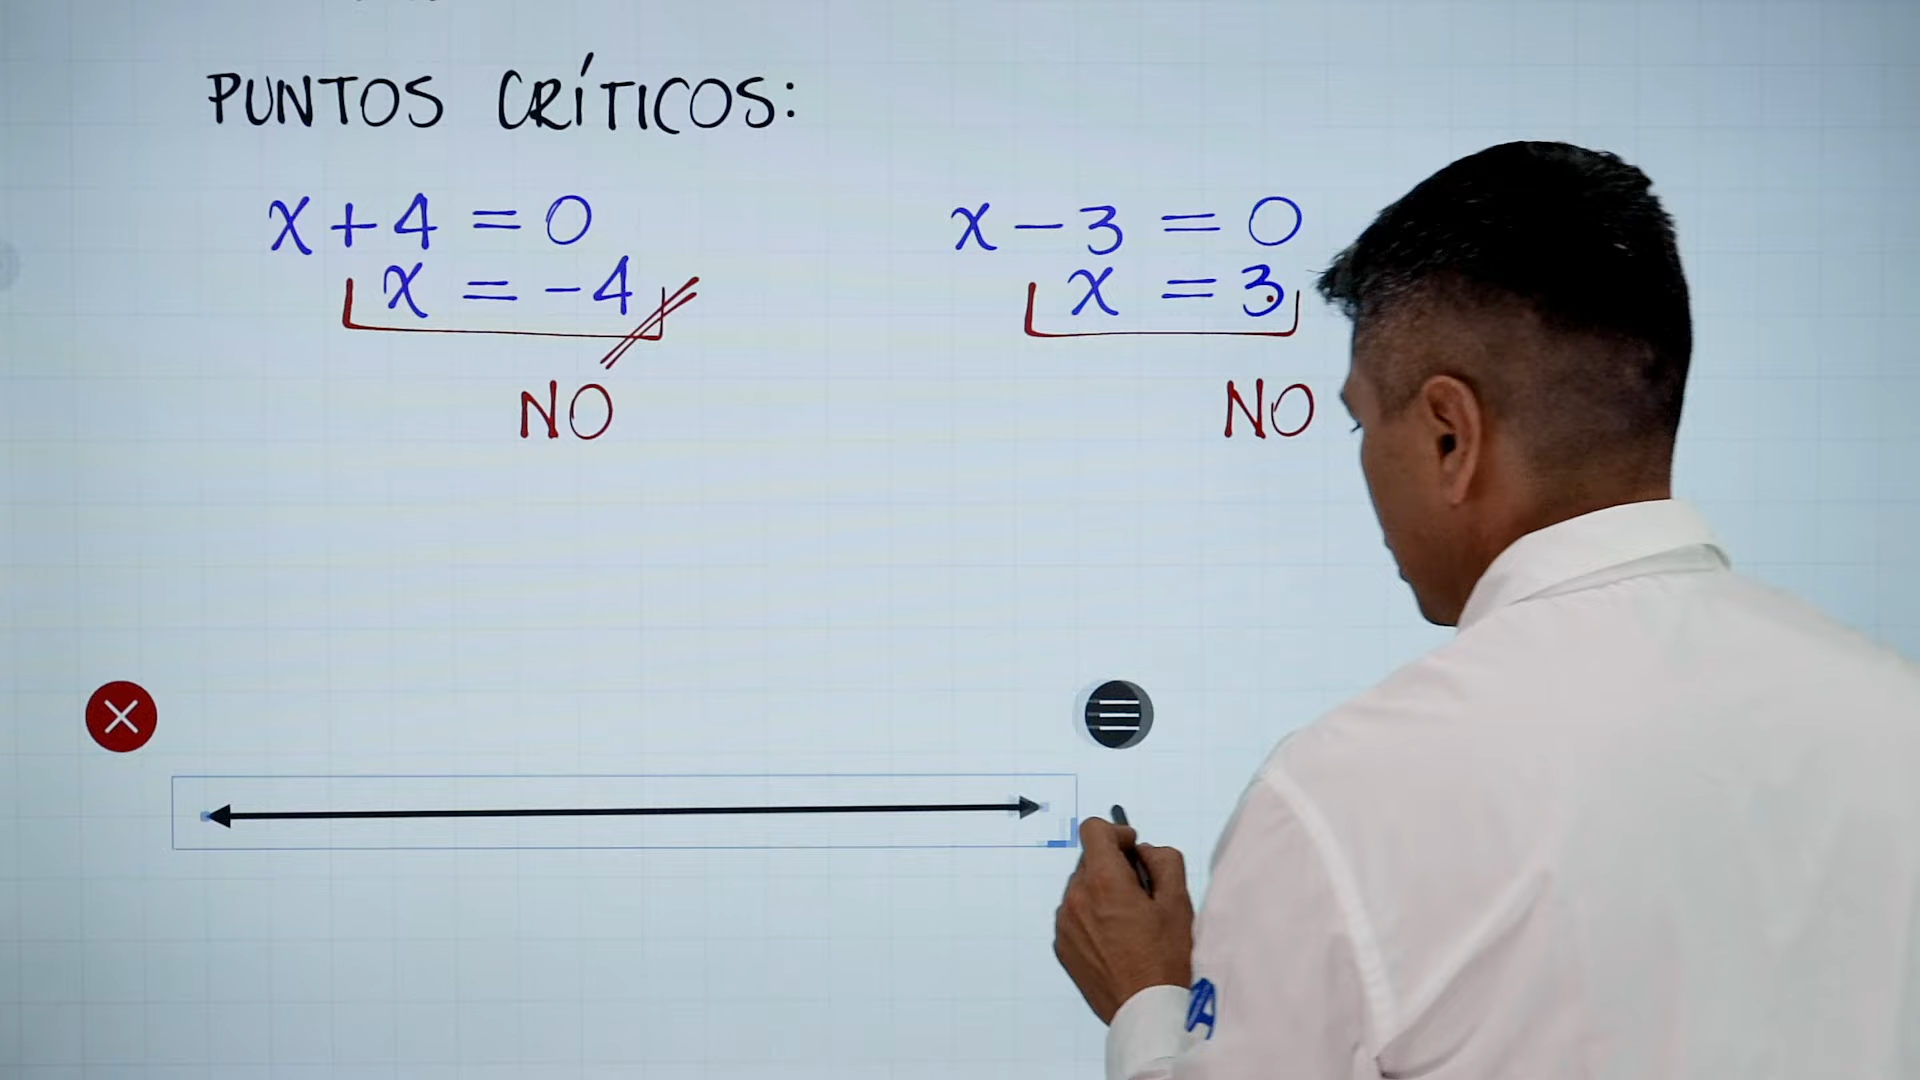 PUNTOS CRÍTICOS:
x + 4 = 0
x = -4
NO
x - 3 = 0
x = 3
NO